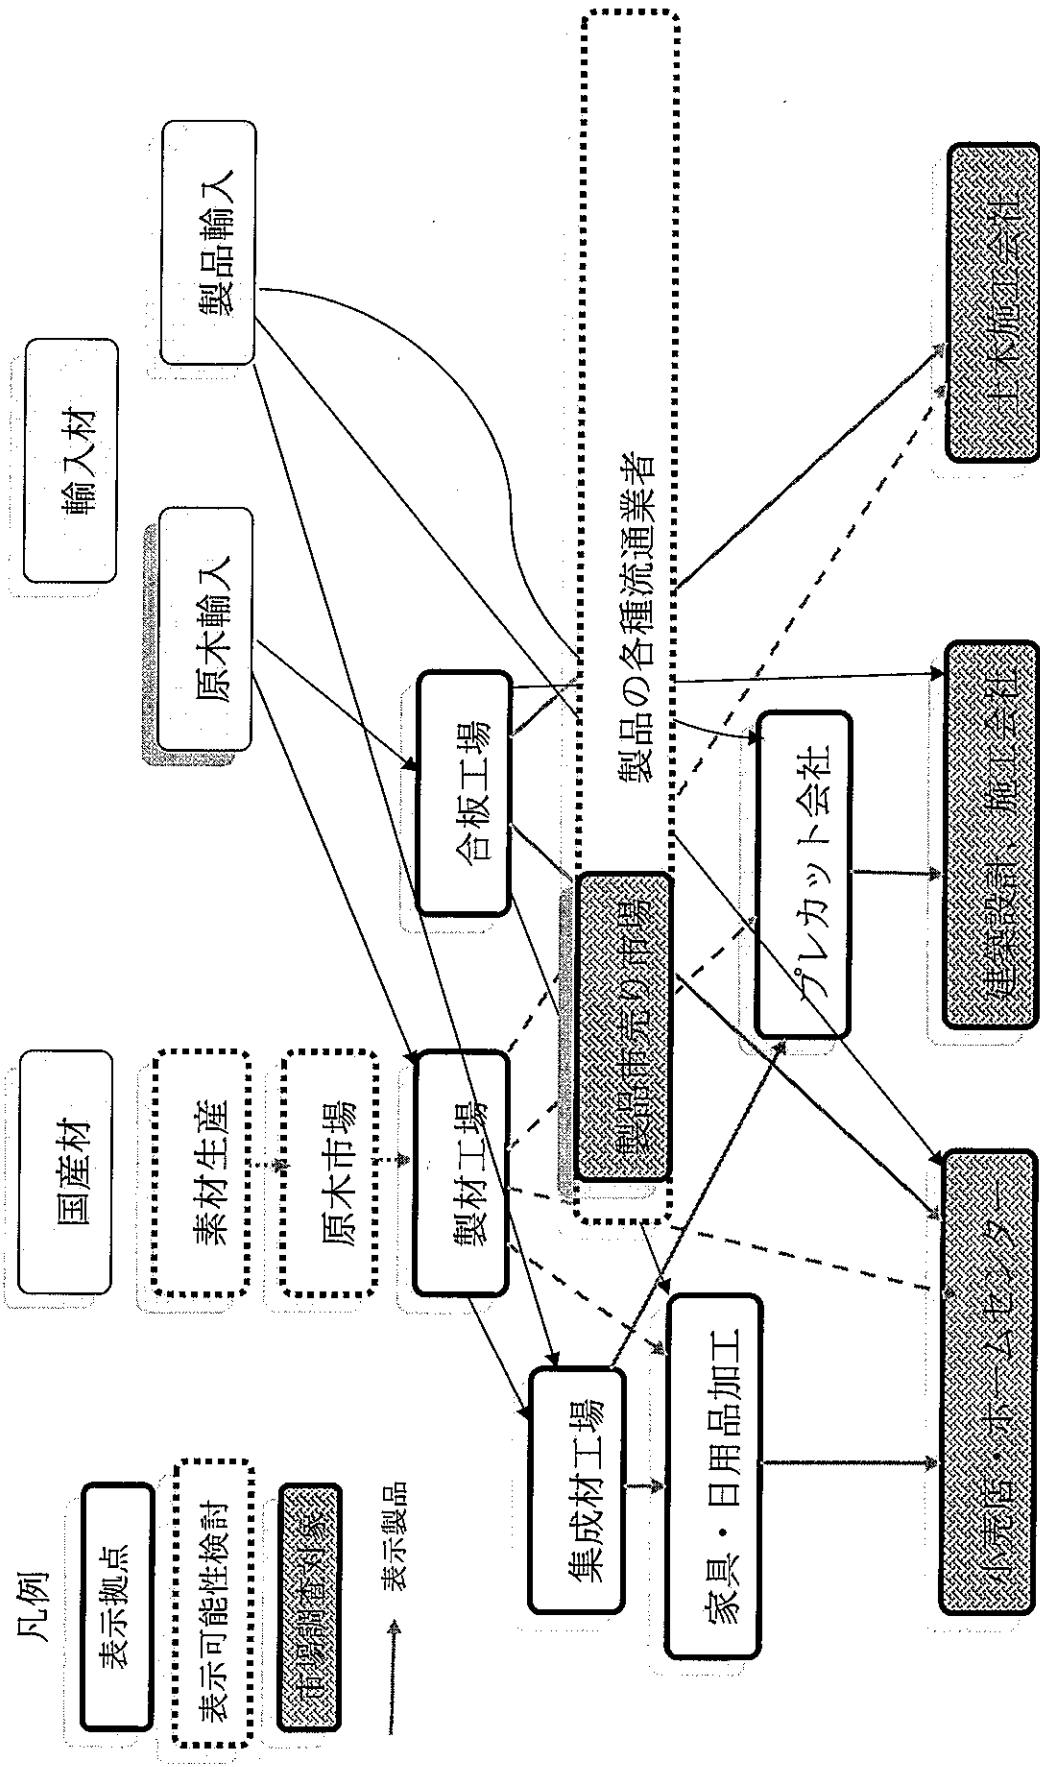 凡例
表示拠点
表示可能性検討
市場調査対象
表示製品
国産材
輸入材
素材生産
原木輸入
製品輸入
原木市場
製材工場
合板工場
集成材工場
製品市売り市場
製品の各種流通業者
家具・日用品加工
プレカット会社
小売店・ホームセンター
建築設計、施工会社
土木施工会社